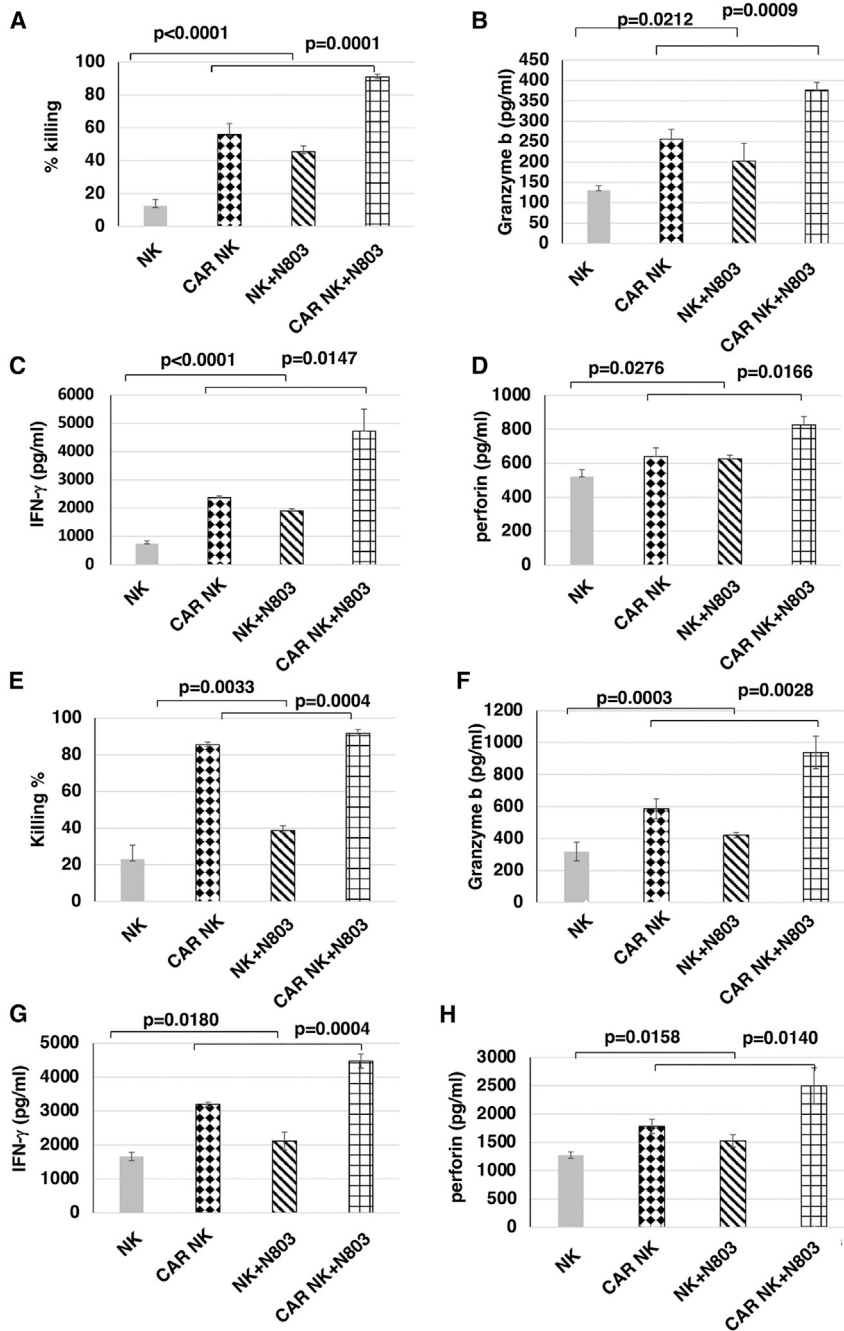 A
p<0.0001
p=0.0001
% killing
100
80
60
40
20
0
NK
CAR NK
NK+N803
CAR NK+N803
B
p=0.0212
p=0.0009
Granzyme b (pg/ml)
450
400
350
300
250
200
150
100
50
0
NK
CAR NK
NK+N803
CAR NK+N803
C
p<0.0001
p=0.0147
IFN-γ (pg/ml)
6000
5000
4000
3000
2000
1000
0
NK
CAR NK
NK+N803
CAR NK+N803
D
p=0.0276
p=0.0166
perforin (pg/ml)
1000
800
600
400
200
0
NK
CAR NK
NK+N803
CAR NK+N803
E
p=0.0033
p=0.0004
Killing %
100
80
60
40
20
0
NK
CAR NK
NK+N803
CAR NK+N803
F
p=0.0003
p=0.0028
Granzyme b (pg/ml)
1200
1000
800
600
400
200
0
NK
CAR NK
NK+N803
CAR NK+N803
G
p=0.0180
p=0.0004
IFN-γ (pg/ml)
5000
4000
3000
2000
1000
0
NK
CAR NK
NK+N803
CAR NK+N803
H
p=0.0158
p=0.0140
perforin (pg/ml)
3000
2500
2000
1500
1000
500
0
NK
CAR NK
NK+N803
CAR NK+N803